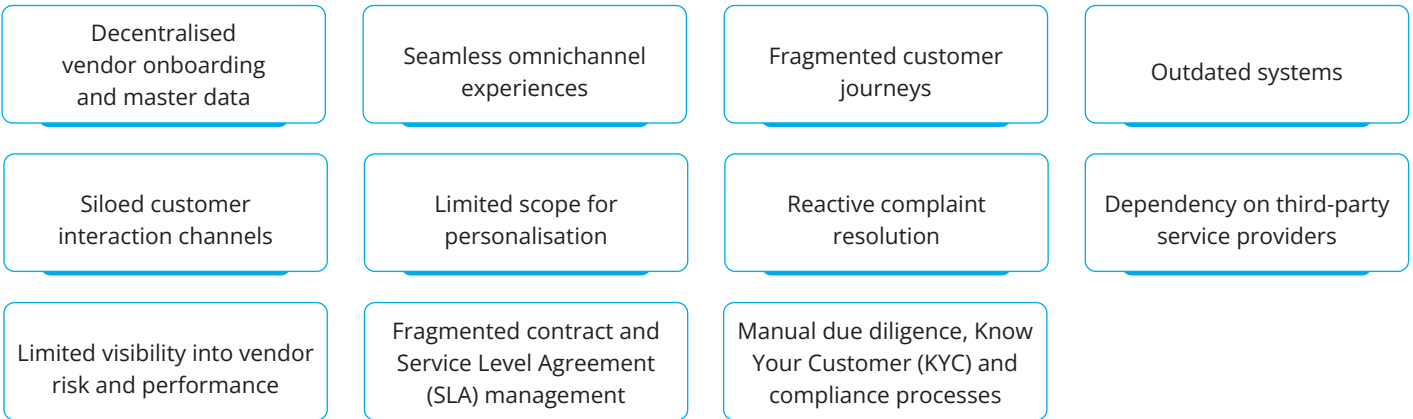 Decentralised
vendor onboarding
and master data
Seamless omnichannel
experiences
Fragmented customer
journeys
Outdated systems
Siloed customer
interaction channels
Limited scope for
personalisation
Reactive complaint
resolution
Dependency on third-party
service providers
Limited visibility into vendor
risk and performance
Fragmented contract and
Service Level Agreement
(SLA) management
Manual due diligence, Know
Your Customer (KYC) and
compliance processes